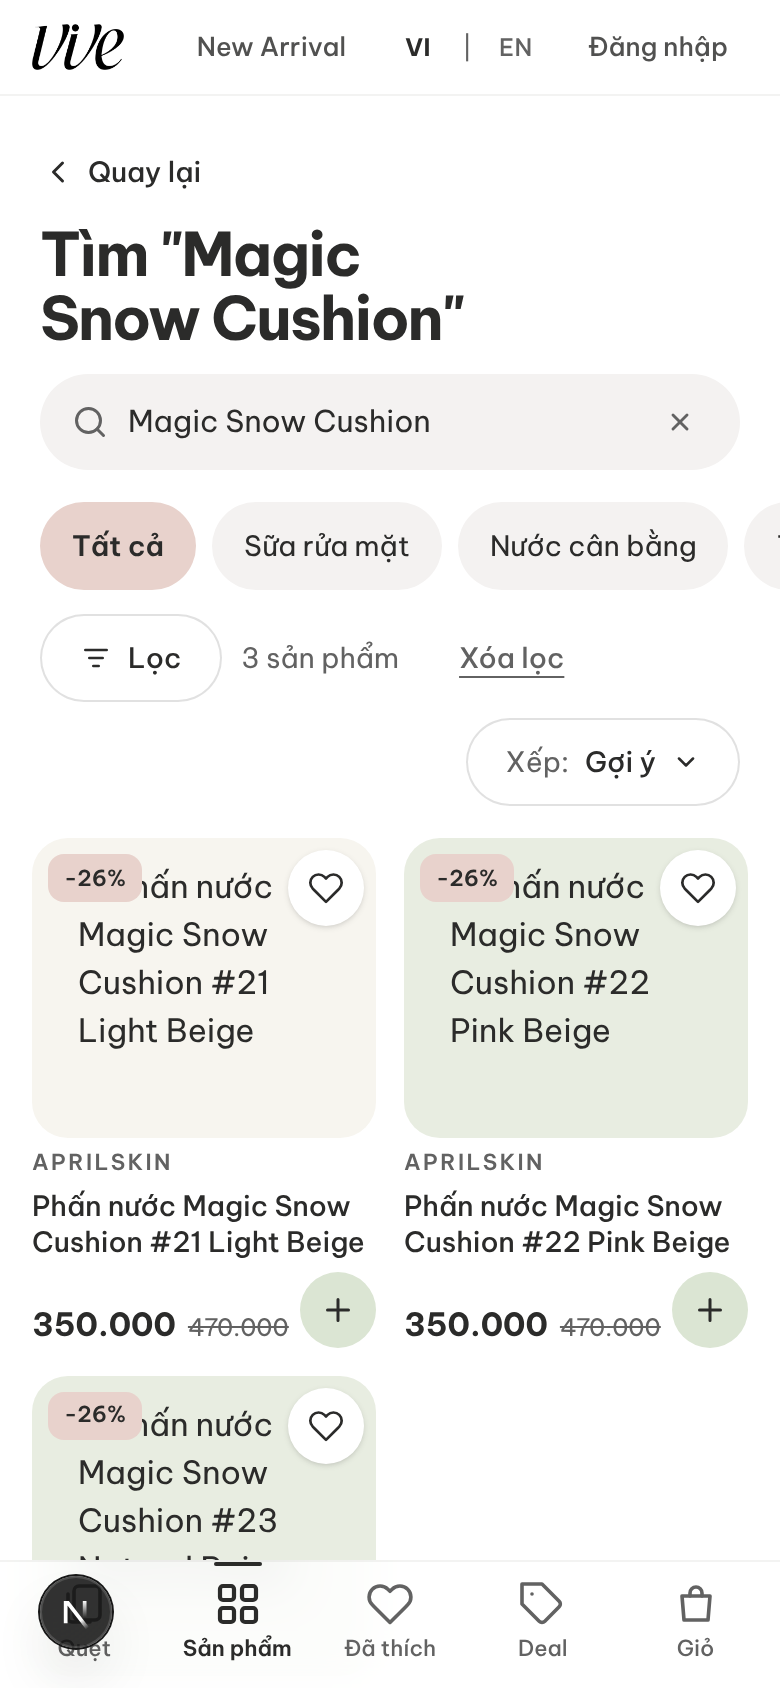 Vive
New Arrival
VI | EN
Đăng nhập
Quay lại
Tìm "Magic
Snow Cushion"
Magic Snow Cushion
Tất cả
Sữa rửa mặt
Nước cân bằng
Lọc
3 sản phẩm
Xóa lọc
Xếp: Gợi ý
-26%
nước
Magic Snow
Cushion #21
Light Beige
APRILSKIN
Phấn nước Magic Snow
Cushion #21 Light Beige
350.000 470.000
-26%
nước
Magic Snow
Cushion #22
Pink Beige
APRILSKIN
Phấn nước Magic Snow
Cushion #22 Pink Beige
350.000 470.000
-26%
nước
Magic Snow
Cushion #23
N
Quẹt
Sản phẩm
Đã thích
Deal
Giỏ